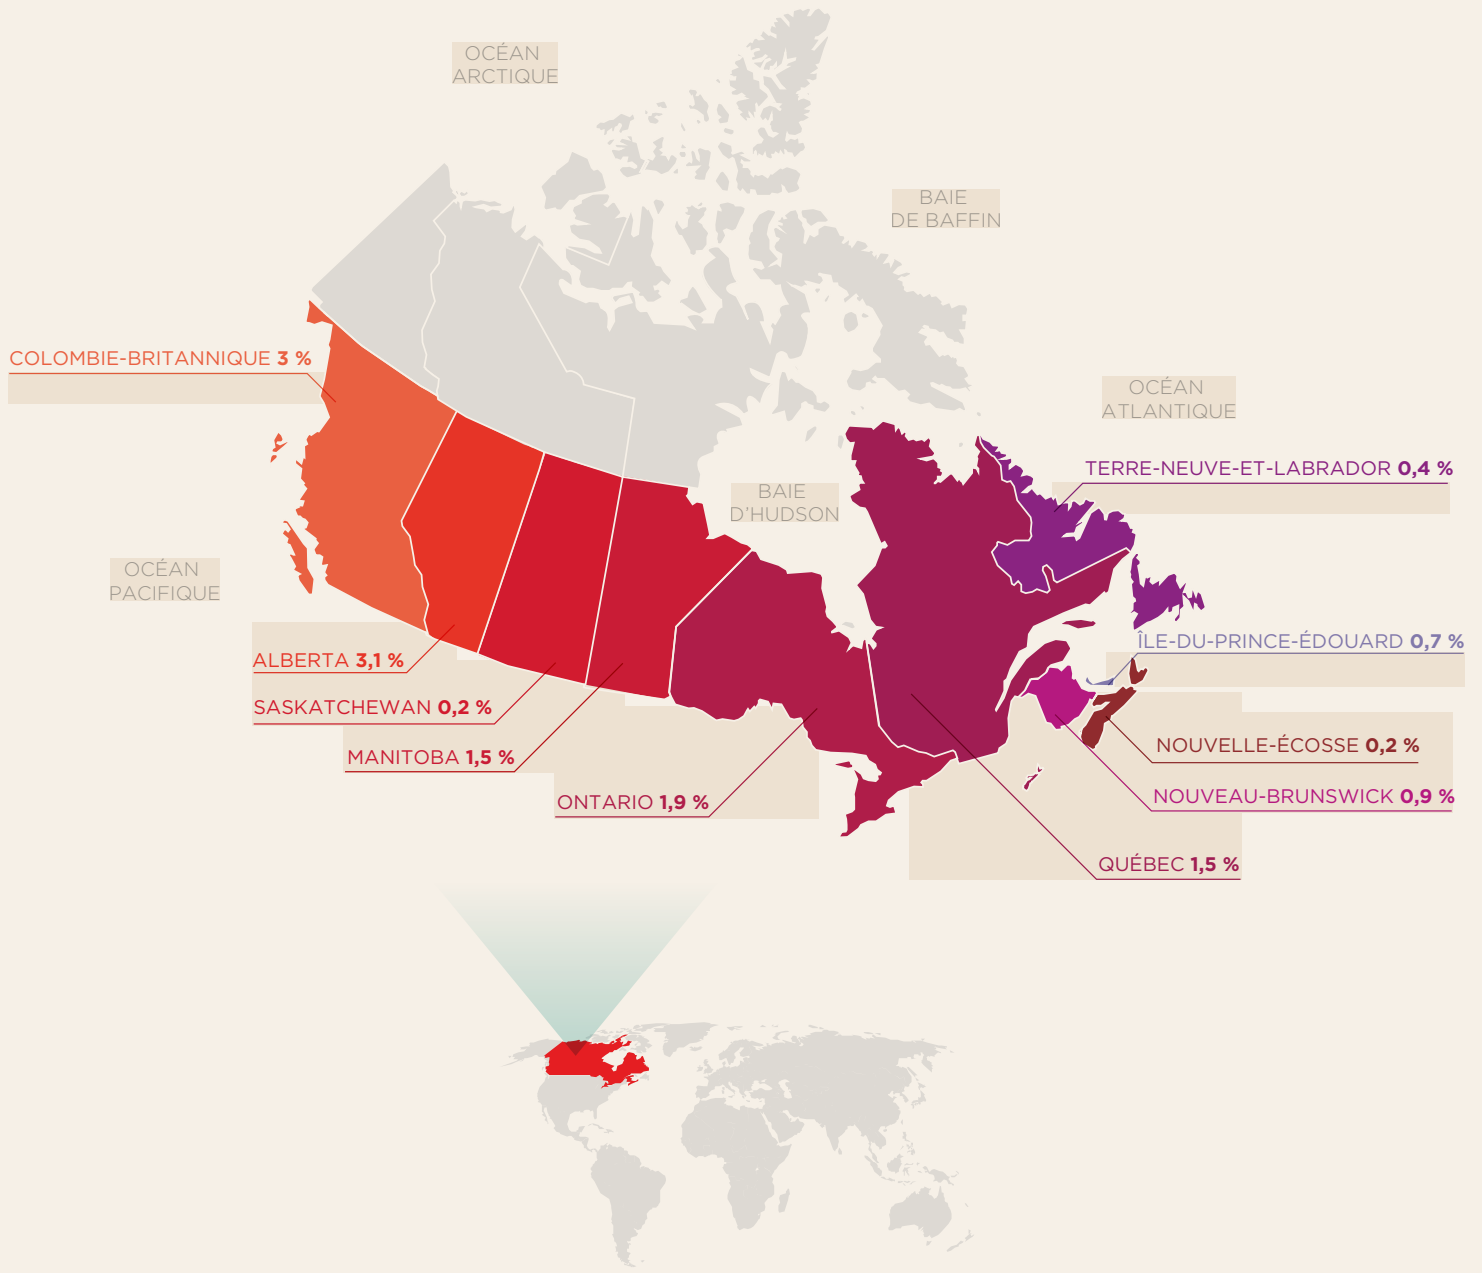 OCÉAN
ARCTIQUE
BAIE
DE BAFFIN
COLOMBIE-BRITANNIQUE 3 %
OCÉAN
ATLANTIQUE
TERRE-NEUVE-ET-LABRADOR 0,4 %
BAIE
D'HUDSON
OCÉAN
PACIFIQUE
ÎLE-DU-PRINCE-ÉDOUARD 0,7 %
ALBERTA 3,1 %
SASKATCHEWAN 0,2 %
NOUVELLE-ÉCOSSE 0,2 %
MANITOBA 1,5 %
NOUVEAU-BRUNSWICK 0,9 %
ONTARIO 1,9 %
QUÉBEC 1,5 %